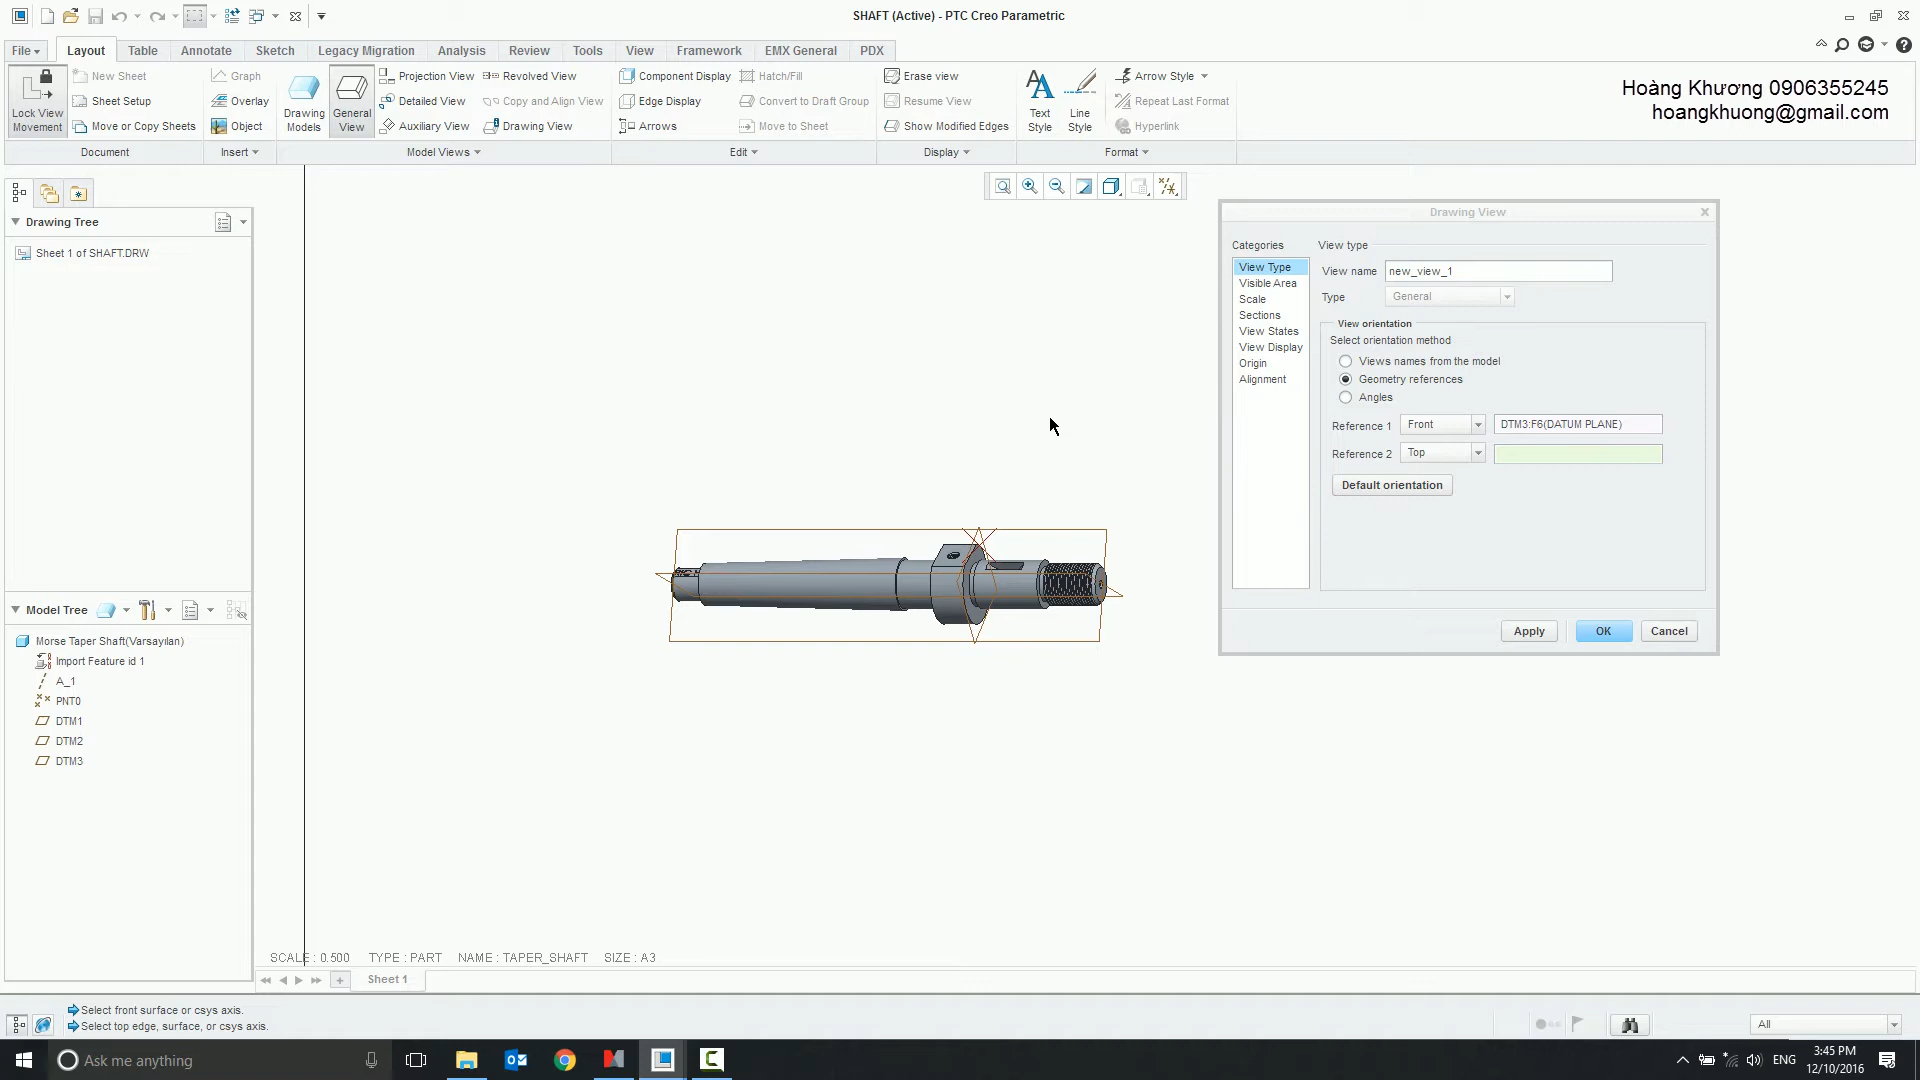 SHAFT (Active) - PTC Creo Parametric
File Layout Table Annotate Sketch Legacy Migration Analysis Review Tools View Framework EMX General PDX
Lock View Movement
New Sheet
Sheet Setup
Move or Copy Sheets
Document
Graph
Overlay
Object
Insert
Drawing Models
General View
Projection View
Detailed View
Auxiliary View
Revolved View
Copy and Align View
Drawing View
Model Views
Component Display
Edge Display
Arrows
Hatch/Fill
Convert to Draft Group
Move to Sheet
Edit
Erase view
Resume View
Show Modified Edges
Display
Text Style
Line Style
Arrow Style
Repeat Last Format
Hyperlink
Format
Hoàng Khương 0906355245
hoangkhuong@gmail.com
Drawing Tree
Sheet 1 of SHAFT.DRW
Model Tree
Morse Taper Shaft(Varsayılan)
Import Feature id 1
A_1
PNT0
DTM1
DTM2
DTM3
Drawing View
Categories
View Type
Visible Area
Scale
Sections
View States
View Display
Origin
Alignment
View type
View name new_view_1
Type General
View orientation
Select orientation method
Views names from the model
Geometry references
Angles
Reference 1 Front DTM3:F6(DATUM PLANE)
Reference 2 Top
Default orientation
Apply OK Cancel
SCALE : 0.500 TYPE : PART NAME : TAPER_SHAFT SIZE : A3
Sheet 1
Select front surface or csys axis.
Select top edge, surface, or csys axis.
All
Ask me anything
ENG
3:45 PM
12/10/2016